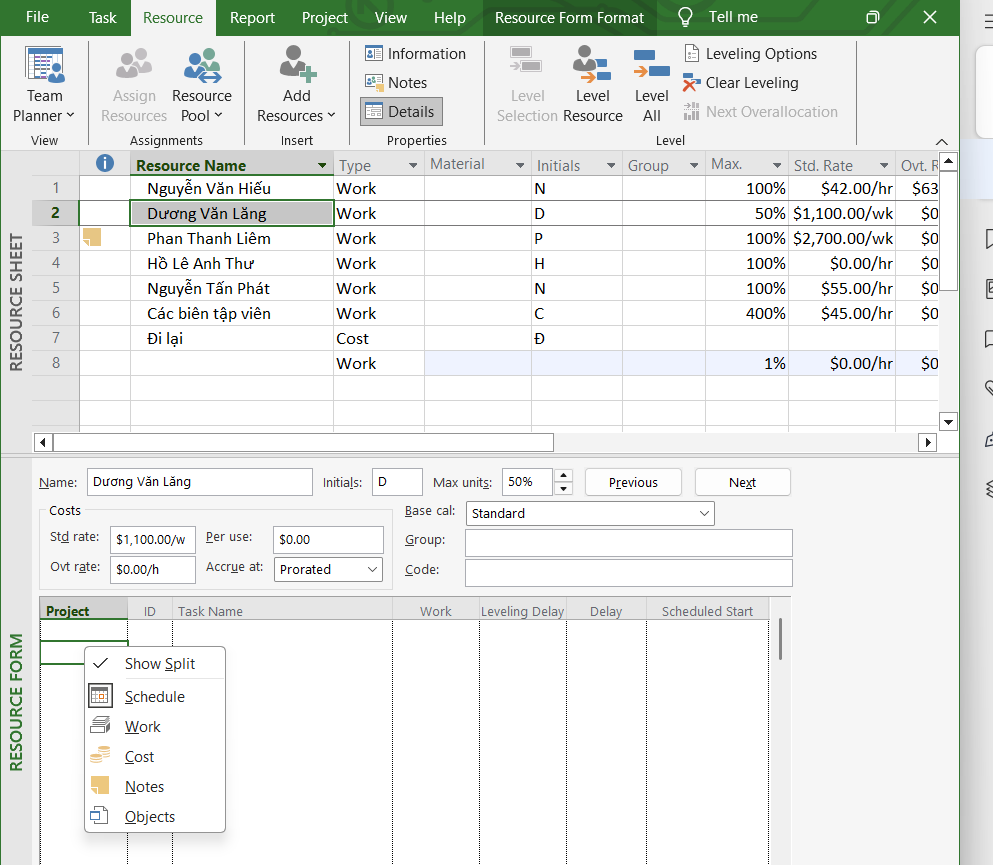 File Task Resource Report Project View Help Resource Form Format Tell me
Team Planner
Assign Resources
Resource Pool
Add Resources
Information
Notes
Details
Level Selection
Level Resource
Level All
Leveling Options
Clear Leveling
Next Overallocation
View Assignments Insert Properties Level
Resource Name Type Material Initials Group Max. Std. Rate Ovt. R
1 Nguyễn Văn Hiếu Work N 100% $42.00/hr $63
2 Dương Văn Lăng Work D 50% $1,100.00/wk $0
3 Phan Thanh Liêm Work P 100% $2,700.00/wk $0
4 Hồ Lê Anh Thư Work H 100% $0.00/hr $0
5 Nguyễn Tấn Phát Work N 100% $55.00/hr $0
6 Các biên tập viên Work C 400% $45.00/hr $0
7 Đi lại Cost Đ
8 Work 1% $0.00/hr $0
RESOURCE SHEET
Name: Dương Văn Lăng Initials: D Max units: 50% Previous Next
Costs Base cal: Standard
Std rate: $1,100.00/w Per use: $0.00 Group:
Ovt rate: $0.00/h Accrue at: Prorated Code:
Project ID Task Name Work Leveling Delay Delay Scheduled Start
Show Split
Schedule
Work
Cost
Notes
Objects
RESOURCE FORM